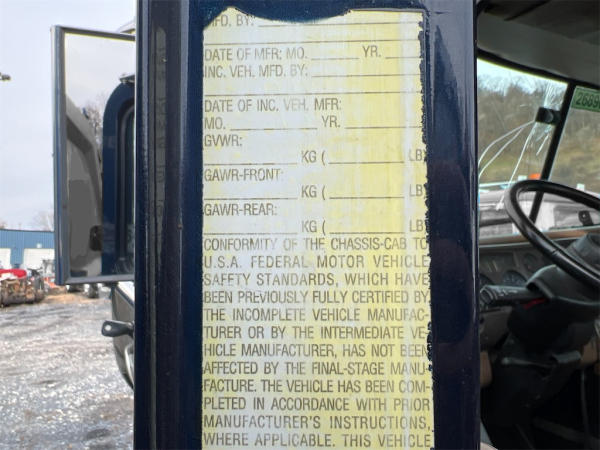 MFD. BY:
DATE OF MFR; MO. YR.
INC. VEH. MFD. BY:
DATE OF INC. VEH. MFR:
MO. YR.
GVWR:
KG ( LB)
GAWR-FRONT:
KG ( LB)
GAWR-REAR:
KG ( LB)
CONFORMITY OF THE CHASSIS-CAB TO
U.S.A. FEDERAL MOTOR VEHICLE
SAFETY STANDARDS, WHICH HAVE
BEEN PREVIOUSLY FULLY CERTIFIED BY
THE INCOMPLETE VEHICLE MANUFAC-
TURER OR BY THE INTERMEDIATE VE-
HICLE MANUFACTURER, HAS NOT BEEN
AFFECTED BY THE FINAL-STAGE MANU-
FACTURE. THE VEHICLE HAS BEEN COM-
PLETED IN ACCORDANCE WITH PRIOR
MANUFACTURER'S INSTRUCTIONS,
WHERE APPLICABLE. THIS VEHICLE